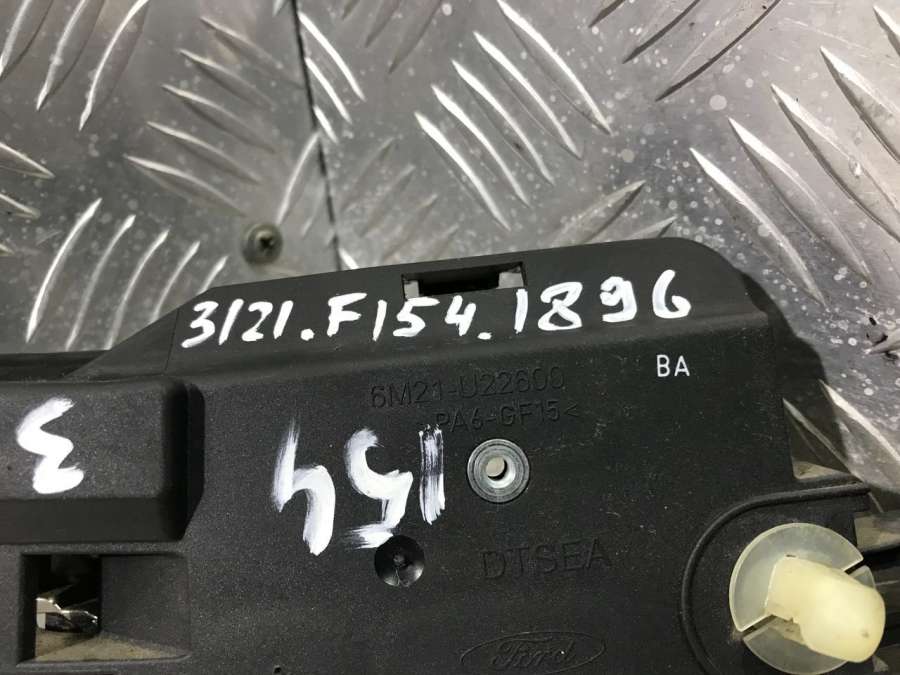 3121.F154.1896
BA
6M21-U22600
>PA6-GF15<
154
3
DTSEA
Ford